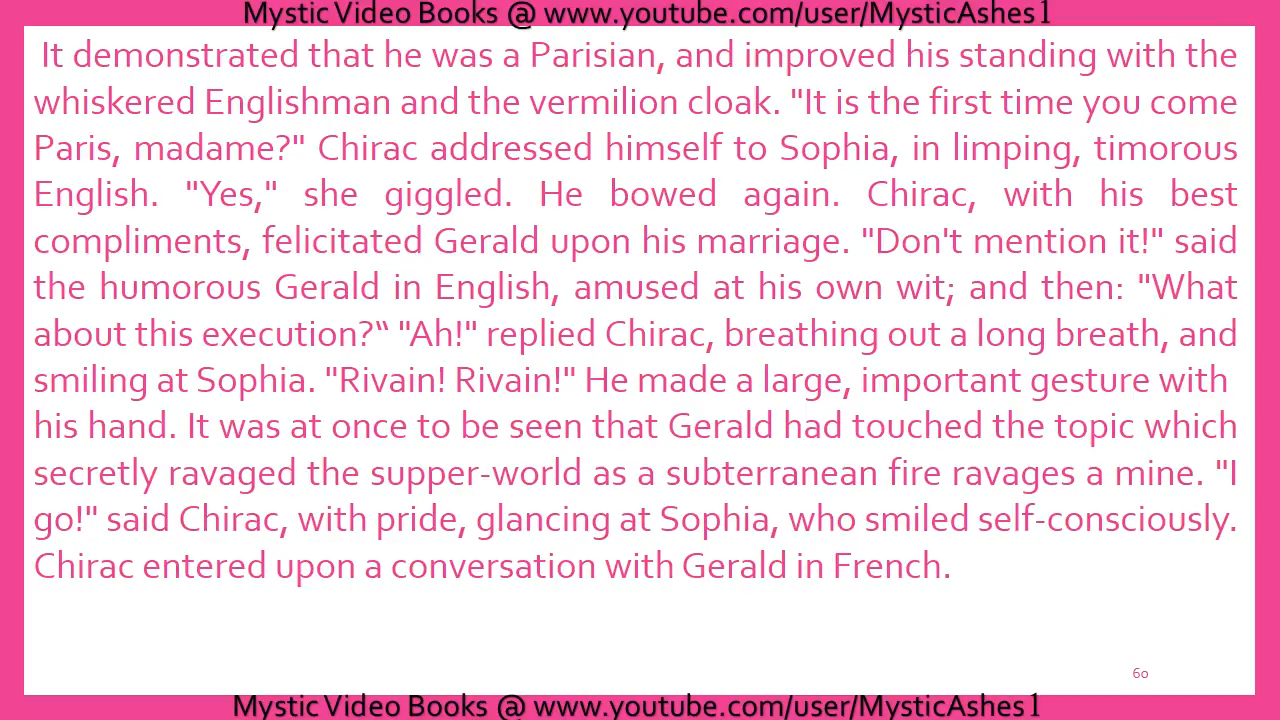 Mystic Video Books @ www.youtube.com/user/MysticAshes1
It demonstrated that he was a Parisian, and improved his standing with the
whiskered Englishman and the vermilion cloak. "It is the first time you come
Paris, madame?" Chirac addressed himself to Sophia, in limping, timorous
English. "Yes," she giggled. He bowed again. Chirac, with his best
compliments, felicitated Gerald upon his marriage. "Don't mention it!" said
the humorous Gerald in English, amused at his own wit; and then: "What
about this execution?“ "Ah!" replied Chirac, breathing out a long breath, and
smiling at Sophia. "Rivain! Rivain!" He made a large, important gesture with
his hand. It was at once to be seen that Gerald had touched the topic which
secretly ravaged the supper-world as a subterranean fire ravages a mine. "I
go!" said Chirac, with pride, glancing at Sophia, who smiled self-consciously.
Chirac entered upon a conversation with Gerald in French.
60
Mystic Video Books @ www.youtube.com/user/MysticAshes1